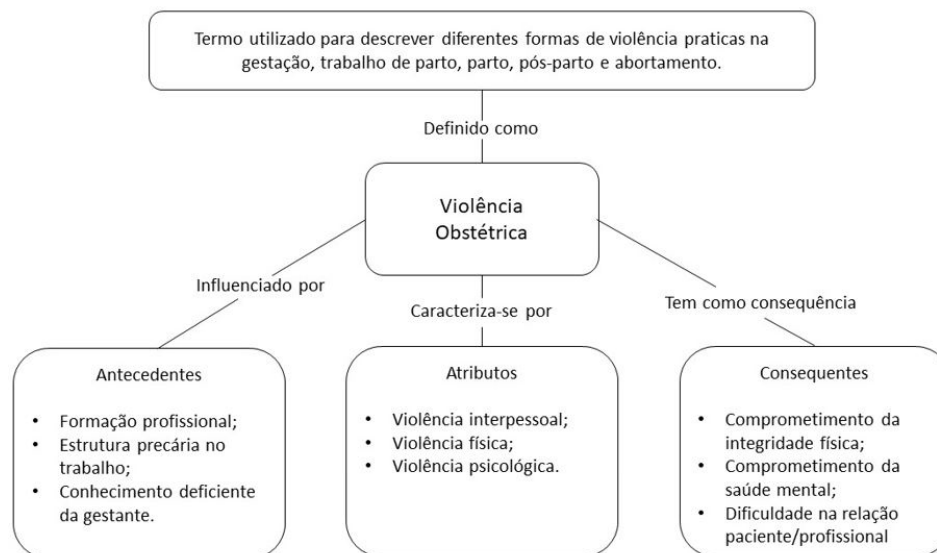 Termo utilizado para descrever diferentes formas de violência praticas na
gestação, trabalho de parto, parto, pós-parto e abortamento.
Definido como
Violência
Obstétrica
Influenciado por
Caracteriza-se por
Tem como consequência
Antecedentes
• Formação profissional;
• Estrutura precária no
trabalho;
• Conhecimento deficiente
da gestante.
Atributos
• Violência interpessoal;
• Violência física;
• Violência psicológica.
Consequentes
• Comprometimento da
integridade física;
• Comprometimento da
saúde mental;
• Dificuldade na relação
paciente/profissional